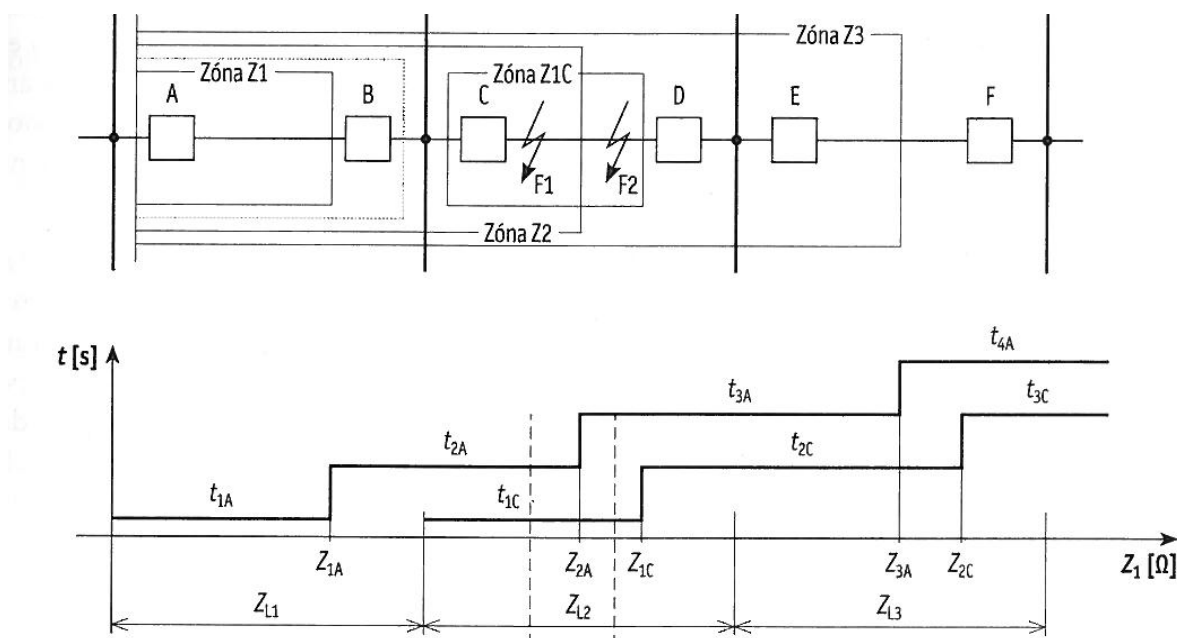 Zóna Z3
Zóna Z1
Zóna Z1C
A
B
C
D
E
F
F1
F2
Zóna Z2
t [s]
t4A
t3A
t3C
t2A
t2C
t1A
t1C
Z1A
Z2A
Z1C
Z3A
Z2C
Z1 [Ω]
ZL1
ZL2
ZL3